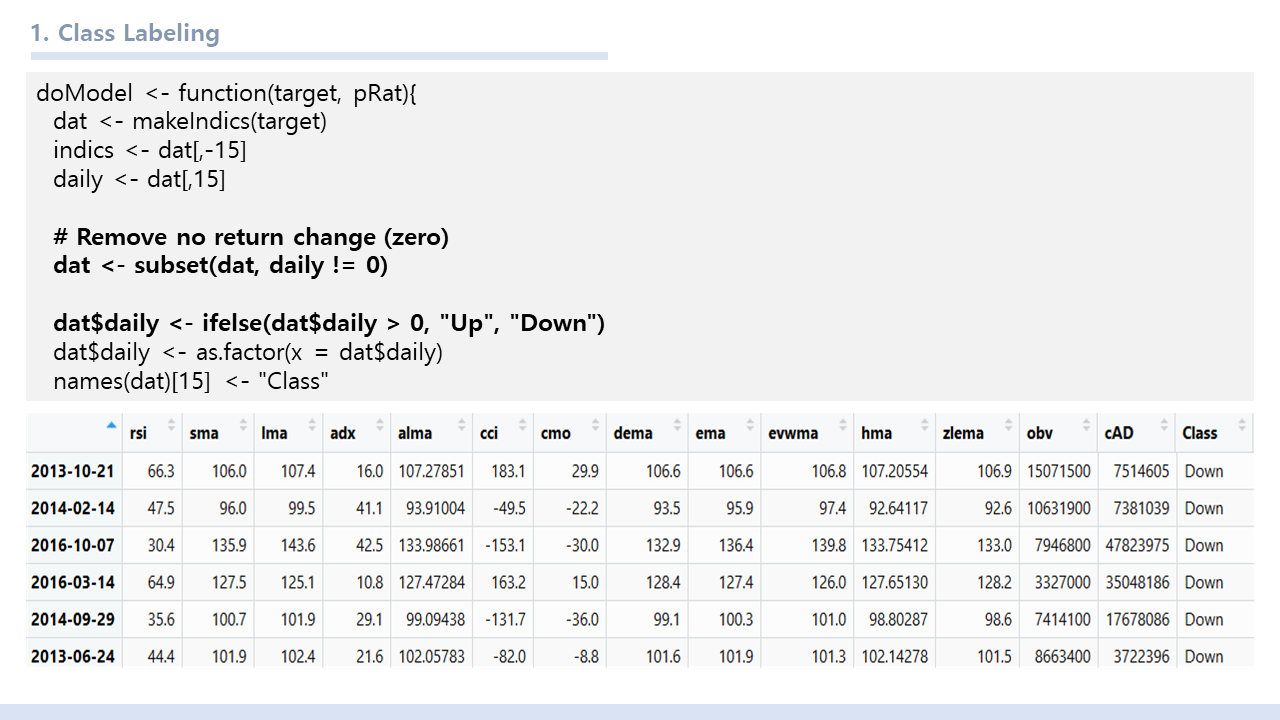 1. Class Labeling
doModel <- function(target, pRat){
dat <- makeIndics(target)
indics <- dat[,-15]
daily <- dat[,15]
# Remove no return change (zero)
dat <- subset(dat, daily != 0)
dat$daily <- ifelse(dat$daily > 0, "Up", "Down")
dat$daily <- as.factor(x = dat$daily)
names(dat)[15] <- "Class"
rsi sma lma adx alma cci cmo dema ema evwma hma zlema obv cAD Class
2013-10-21 66.3 106.0 107.4 16.0 107.27851 183.1 29.9 106.6 106.6 106.8 107.20554 106.9 15071500 7514605 Down
2014-02-14 47.5 96.0 99.5 41.1 93.91004 -49.5 -22.2 93.5 95.9 97.4 92.64117 92.6 10631900 7381039 Down
2016-10-07 30.4 135.9 143.6 42.5 133.98661 -153.1 -30.0 132.9 136.4 139.8 133.75412 133.0 7946800 47823975 Down
2016-03-14 64.9 127.5 125.1 10.8 127.47284 163.2 15.0 128.4 127.4 126.0 127.65130 128.2 3327000 35048186 Down
2014-09-29 35.6 100.7 101.9 29.1 99.09438 -131.7 -36.0 99.1 100.3 101.0 98.80287 98.6 7414100 17678086 Down
2013-06-24 44.4 101.9 102.4 21.6 102.05783 -82.0 -8.8 101.6 101.9 101.3 102.14278 101.5 8663400 3722396 Down